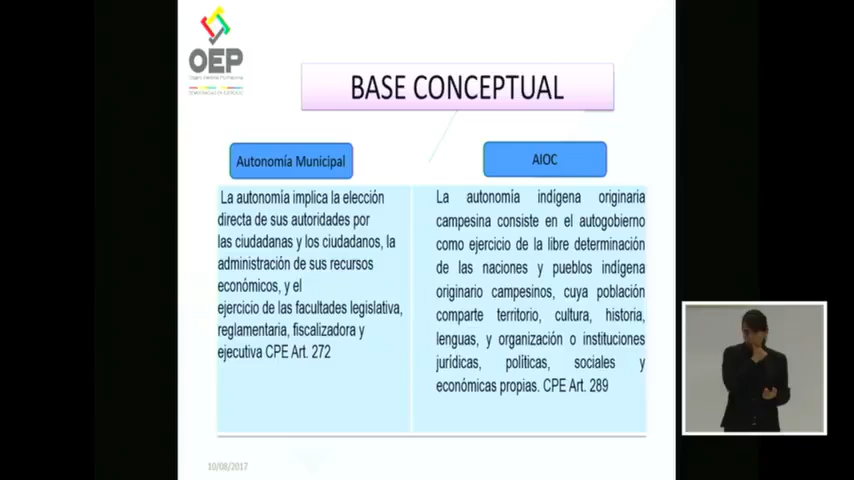 OEP
BASE CONCEPTUAL
Autonomía Municipal
La autonomía implica la elección
directa de sus autoridades por
las ciudadanas y los ciudadanos, la
administración de sus recursos
económicos, y el
ejercicio de las facultades legislativa,
reglamentaria, fiscalizadora y
ejecutiva CPE Art. 272
AIOC
La autonomía indígena originaria
campesina consiste en el autogobierno
como ejercicio de la libre determinación
de las naciones y pueblos indígena
originario campesinos, cuya población
comparte territorio, cultura, historia,
lenguas, y organización o instituciones
jurídicas, políticas, sociales y
económicas propias. CPE Art. 289
10/08/2017